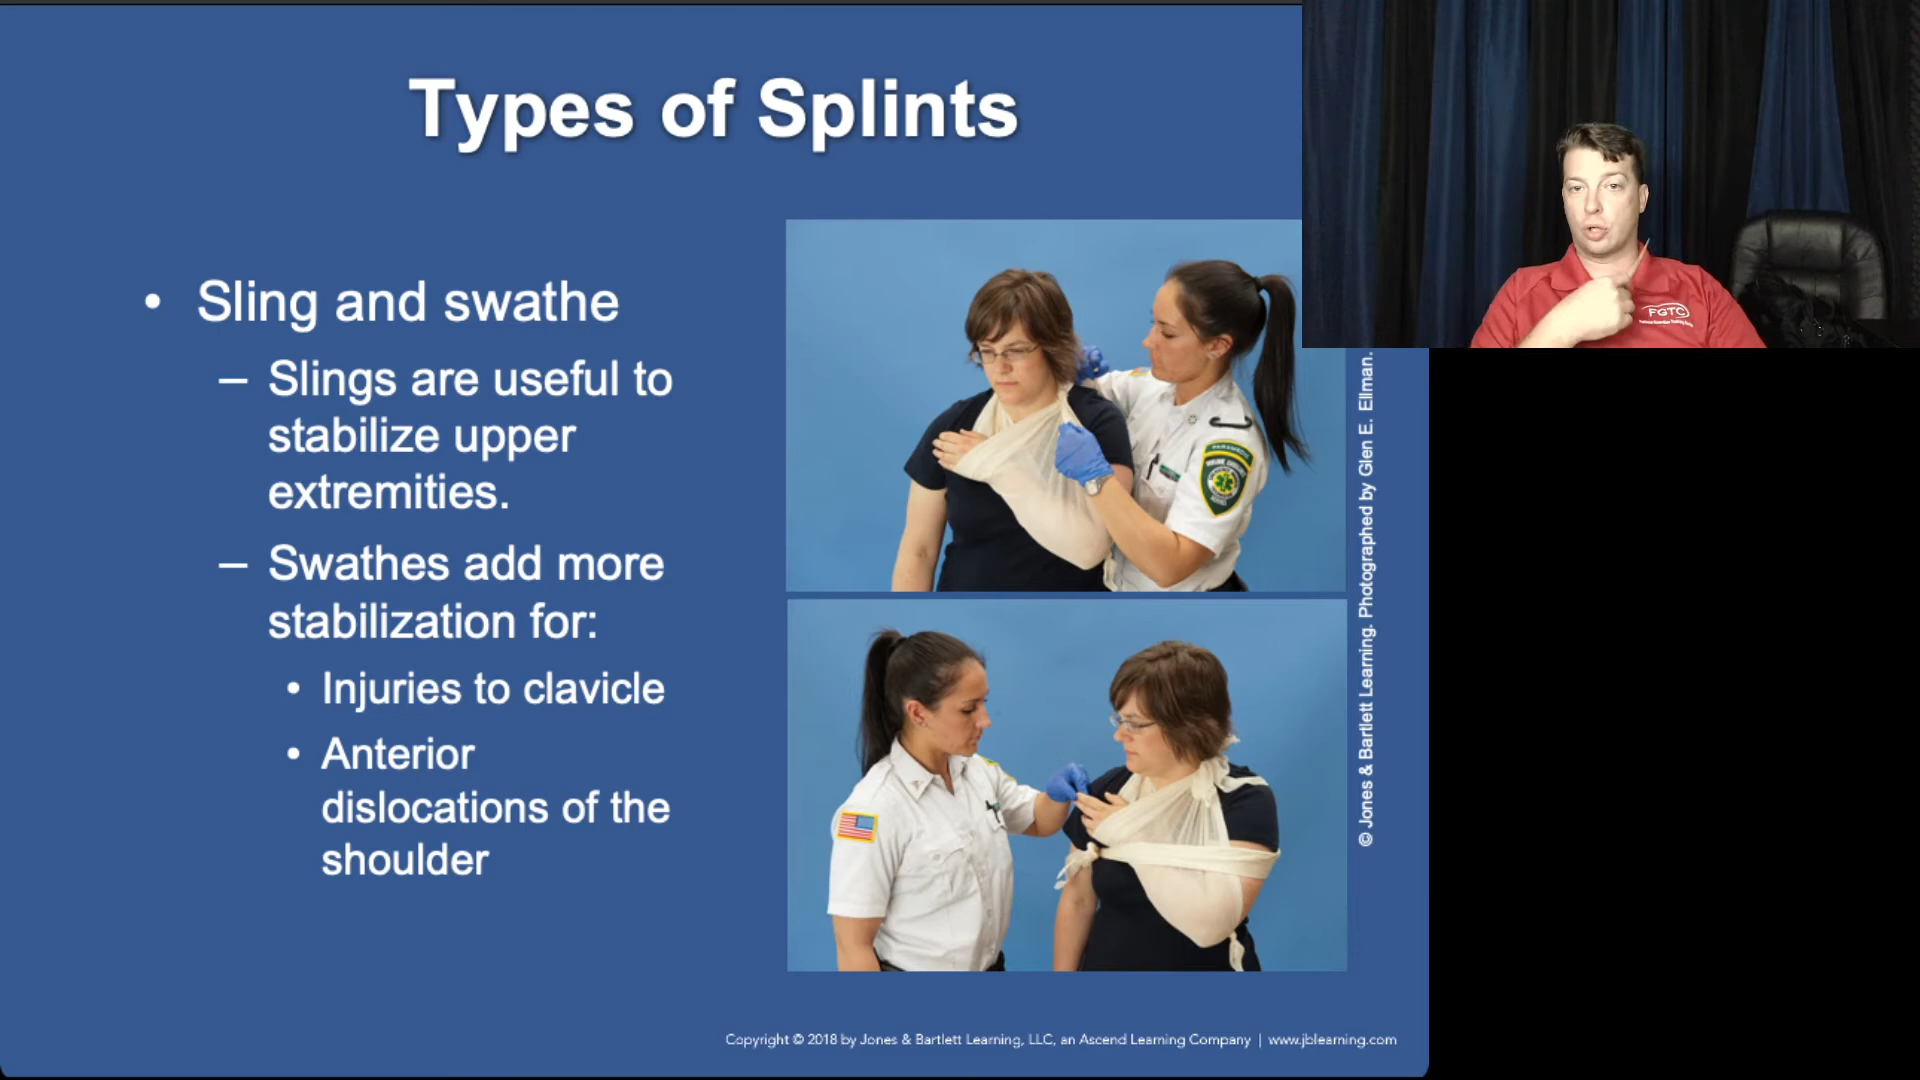 Types of Splints
• Sling and swathe
– Slings are useful to
stabilize upper
extremities.
– Swathes add more
stabilization for:
• Injuries to clavicle
• Anterior
dislocations of the
shoulder
© Jones & Bartlett Learning. Photographed by Glen E. Ellman.
FGTC
PARAMEDIC
Copyright © 2018 by Jones & Bartlett Learning, LLC, an Ascend Learning Company | www.jblearning.com